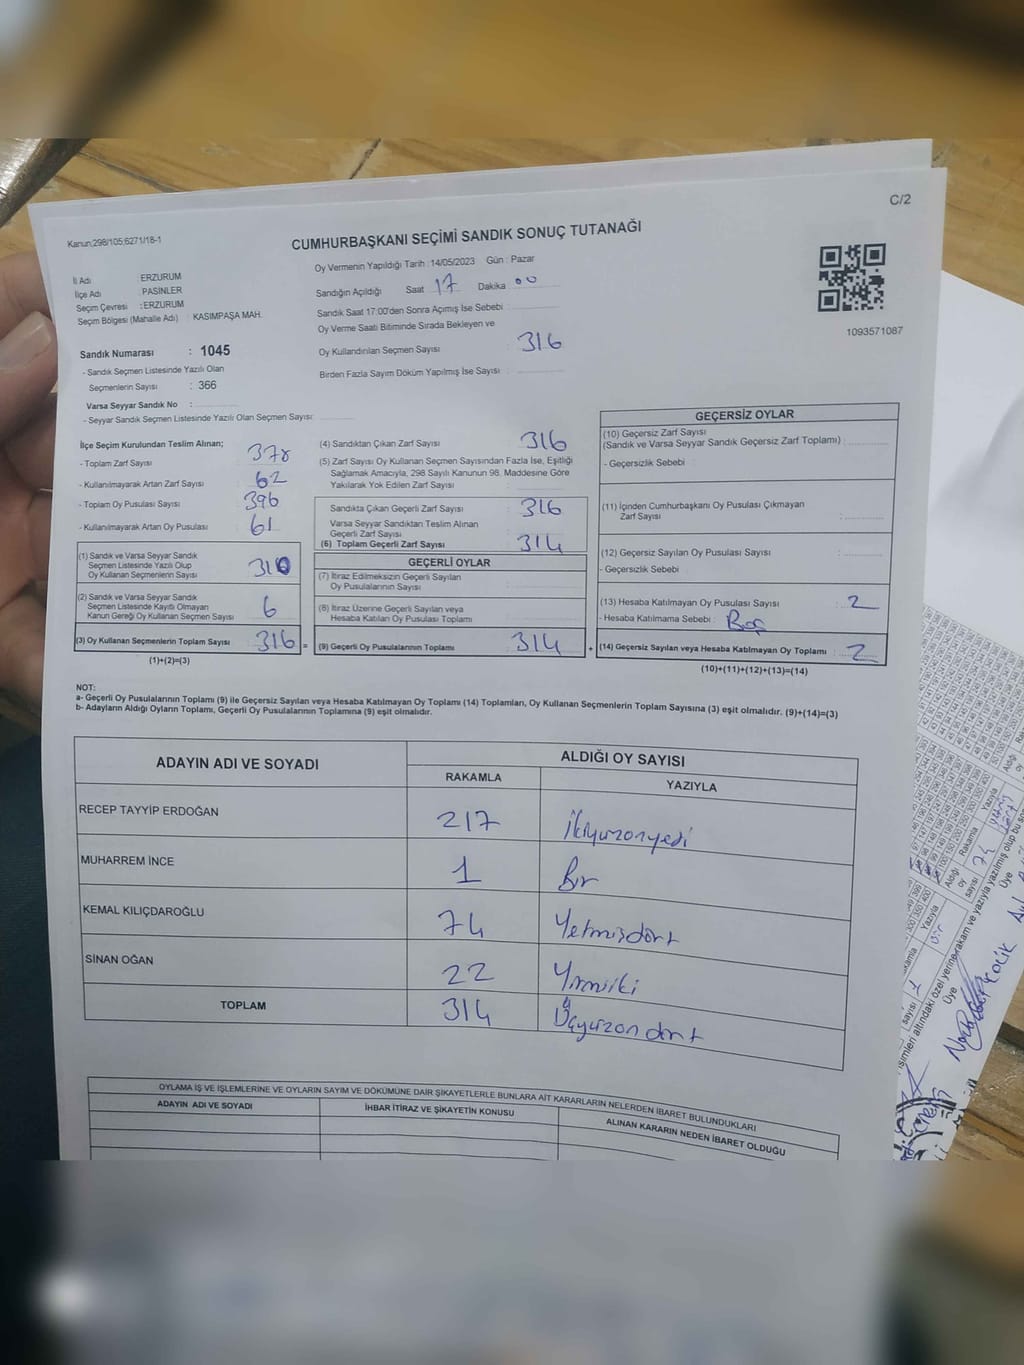 C/2
Kanun;298/105;6271/18-1
CUMHURBAŞKANI SEÇİMİ SANDIK SONUÇ TUTANAĞI
İl Adı ERZURUM
İlçe Adı PASİNLER
Seçim Çevresi : ERZURUM
Seçim Bölgesi (Mahalle Adı) : KASIMPAŞA MAH.
Oy Vermenin Yapıldığı Tarih : 14/05/2023 Gün : Pazar
Sandığın Açıldığı Saat 17 Dakika 00
Sandık Saat 17:00'den Sonra Açımış İse Sebebi
Oy Verme Saati Bitiminde Sırada Bekleyen ve
Oy Kullandırılan Seçmen Sayısı : 316
Birden Fazla Sayım Döküm Yapılmış İse Sayısı :
1093571087
Sandık Numarası : 1045
- Sandık Seçmen Listesinde Yazılı Olan
Seçmenlerin Sayısı : 366
Varsa Seyyar Sandık No :
- Seyyar Sandık Seçmen Listesinde Yazılı Olan Seçmen Sayısı:
İlçe Seçim Kurulundan Teslim Alınan;
- Toplam Zarf Sayısı : 378
- Kullanılmayarak Artan Zarf Sayısı : 62
- Toplam Oy Pusulası Sayısı : 396
- Kullanılmayarak Artan Oy Pusulası : 61
(1) Sandık ve Varsa Seyyar Sandık
Seçmen Listesinde Yazılı Olup
Oy Kullanan Seçmenlerin Sayısı : 310
(2) Sandık ve Varsa Seyyar Sandık
Seçmen Listesinde Kayıtlı Olmayan
Kanun Gereği Oy Kullanan Seçmen Sayısı : 6
(3) Oy Kullanan Seçmenlerin Toplam Sayısı : 316 =
(1)+(2)=(3)
(4) Sandıktan Çıkan Zarf Sayısı : 316
(5) Zarf Sayısı Oy Kullanan Seçmen Sayısından Fazla İse, Eşitliği
Sağlamak Amacıyla, 298 Sayılı Kanunun 98. Maddesine Göre
Yakılarak Yok Edilen Zarf Sayısı :
Sandıkta Çıkan Geçerli Zarf Sayısı : 316
Varsa Seyyar Sandıktan Teslim Alınan
Geçerli Zarf Sayısı
(6) Toplam Geçerli Zarf Sayısı : 314
GEÇERLİ OYLAR
(7) İtiraz Edilmeksizin Geçerli Sayılan
Oy Pusulalarının Sayısı :
(8) İtiraz Üzerine Geçerli Sayılan veya
Hesaba Katılan Oy Pusulası Toplamı :
(9) Geçerli Oy Pusulalarının Toplamı : 314 +
GEÇERSİZ OYLAR
(10) Geçersiz Zarf Sayısı
(Sandık ve Varsa Seyyar Sandık Geçersiz Zarf Toplamı) :
- Geçersizlik Sebebi :
(11) İçinden Cumhurbaşkanı Oy Pusulası Çıkmayan
Zarf Sayısı :
(12) Geçersiz Sayılan Oy Pusulası Sayısı :
- Geçersizlik Sebebi :
(13) Hesaba Katılmayan Oy Pusulası Sayısı : 2
- Hesaba Katılmama Sebebi : Boş
(14) Geçersiz Sayılan veya Hesaba Katılmayan Oy Toplamı : 2
(10)+(11)+(12)+(13)=(14)
NOT:
a- Geçerli Oy Pusulalarının Toplamı (9) ile Geçersiz Sayılan veya Hesaba Katılmayan Oy Toplamı (14) Toplamları, Oy Kullanan Seçmenlerin Toplam Sayısına (3) eşit olmalıdır. (9)+(14)=(3)
b- Adayların Aldığı Oyların Toplamı, Geçerli Oy Pusulalarının Toplamına (9) eşit olmalıdır.
ADAYIN ADI VE SOYADI ALDIĞI OY SAYISI
RAKAMLA YAZIYLA
RECEP TAYYİP ERDOĞAN 217 İkiyüzonyedi
MUHARREM İNCE 1 Bir
KEMAL KILIÇDAROĞLU 74 Yetmişdört
SİNAN OĞAN 22 Yirmiiki
TOPLAM 314 Üçyüzondört
OYLAMA İŞ VE İŞLEMLERİNE VE OYLARIN SAYIM VE DÖKÜMÜNE DAİR ŞİKAYETLERLE BUNLARA AİT KARARLARIN NELERDEN İBARET BULUNDUKLARI
ADAYIN ADI VE SOYADI İHBAR İTİRAZ VE ŞİKAYETİN KONUSU ALINAN KARARIN NEDEN İBARET OLDUĞU